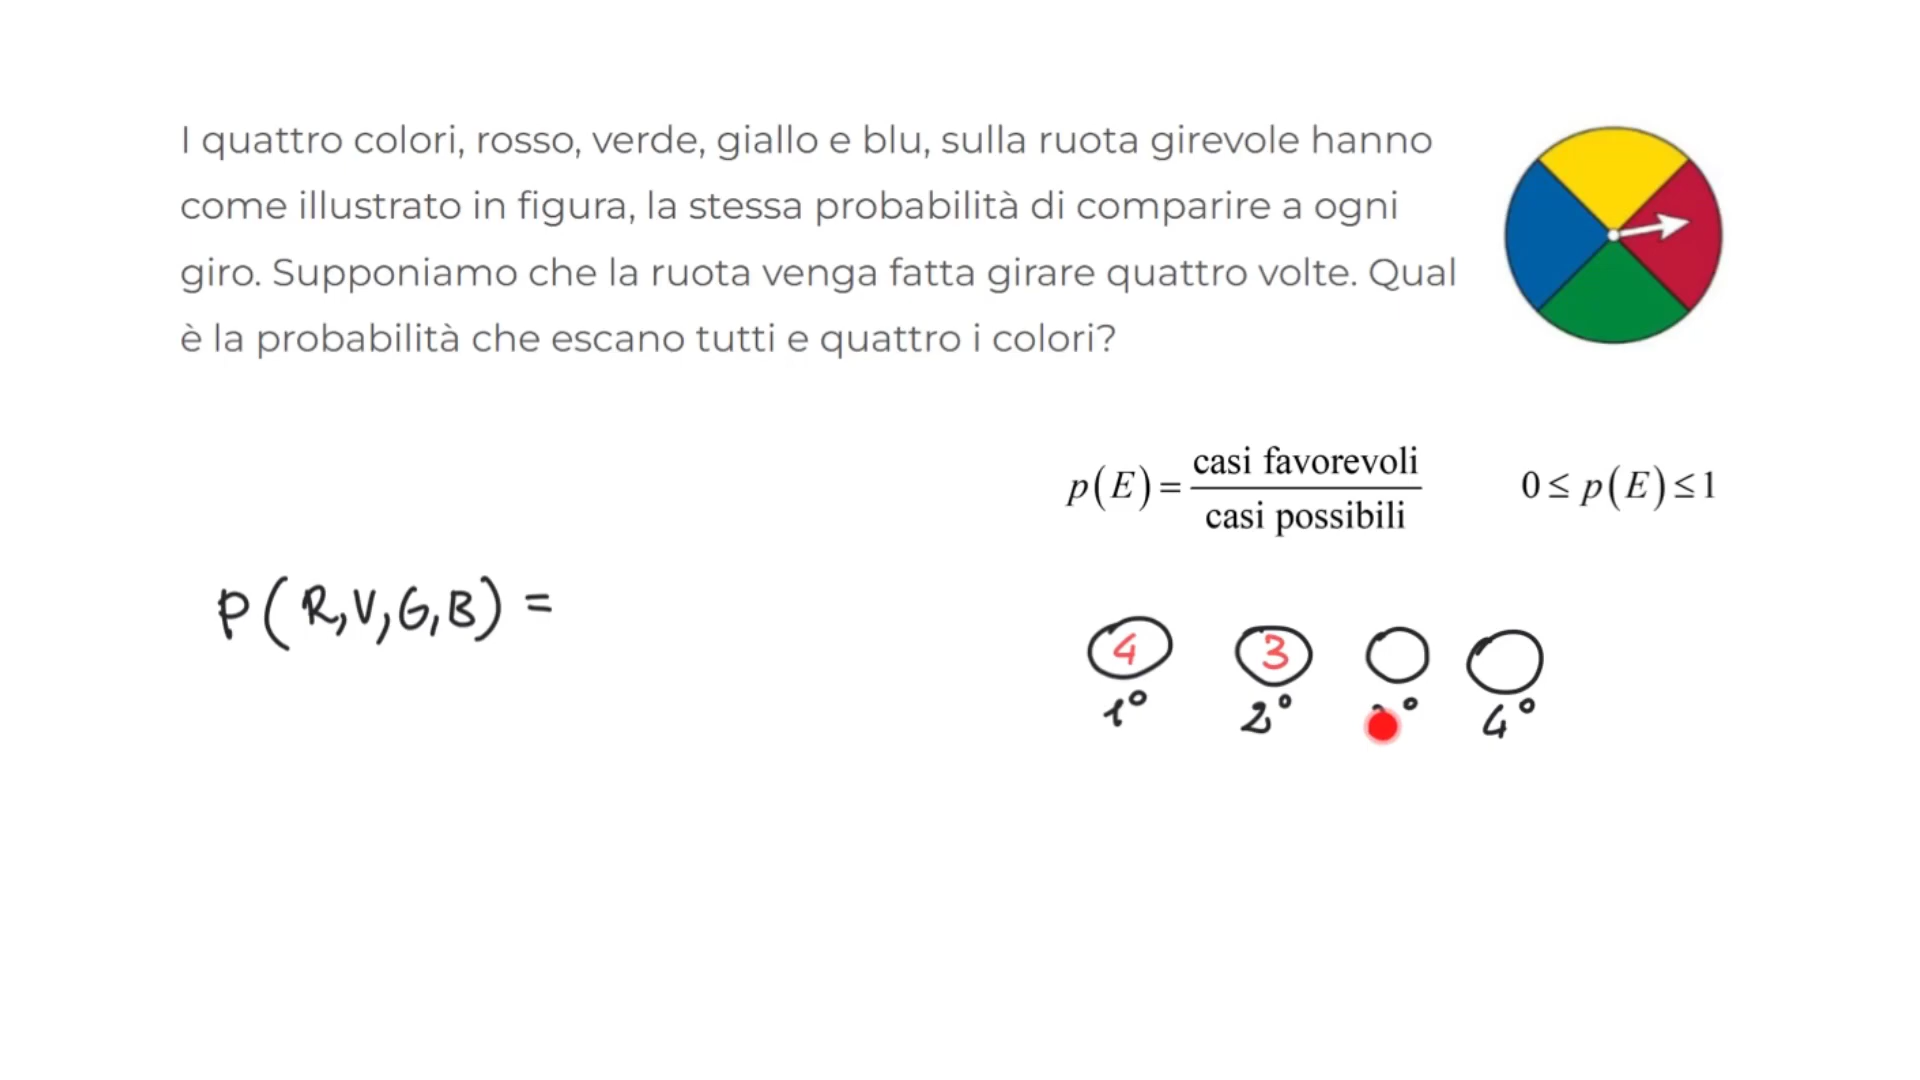 I quattro colori, rosso, verde, giallo e blu, sulla ruota girevole hanno
come illustrato in figura, la stessa probabilità di comparire a ogni
giro. Supponiamo che la ruota venga fatta girare quattro volte. Qual
è la probabilità che escano tutti e quattro i colori?
p(E) = casi favorevoli / casi possibili 0 ≤ p(E) ≤ 1
P(R,V,G,B) =
4 3
1° 2° ° 4°